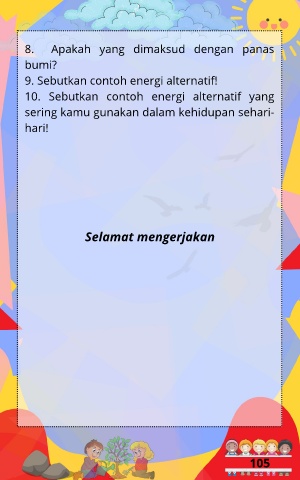 8. Apakah yang dimaksud dengan panas
bumi?
9. Sebutkan contoh energi alternatif!
10. Sebutkan contoh energi alternatif yang
sering kamu gunakan dalam kehidupan sehari-
hari!
Selamat mengerjakan
105